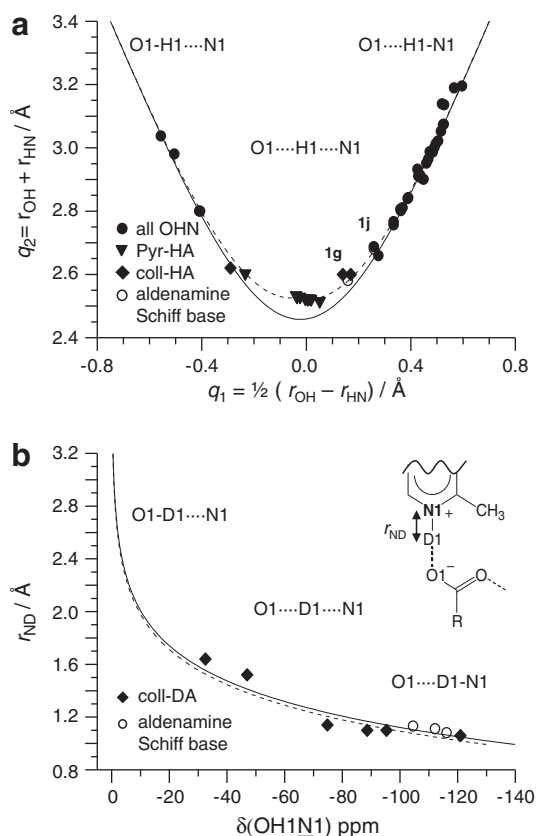 a
3.4
3.2
3.0
2.8
2.6
2.4
q2= rOH + rHN / Å
O1-H1····N1
O1····H1-N1
O1····H1····N1
1j
1g
all OHN
Pyr-HA
coll-HA
aldenamine
Schiff base
-0.8
-0.4
0.0
0.4
0.8
q1 = ½ ( rOH – rHN) / Å
b
3.2
2.8
2.4
2.0
1.6
1.2
0.8
rND / Å
O1-D1····N1
O1····D1····N1
O1····D1-N1
rND
N1+
CH3
D1
O1−
O
R
coll-DA
aldenamine
Schiff base
0
-20
-40
-60
-80
-100
-120
-140
δ(OH1N1) ppm